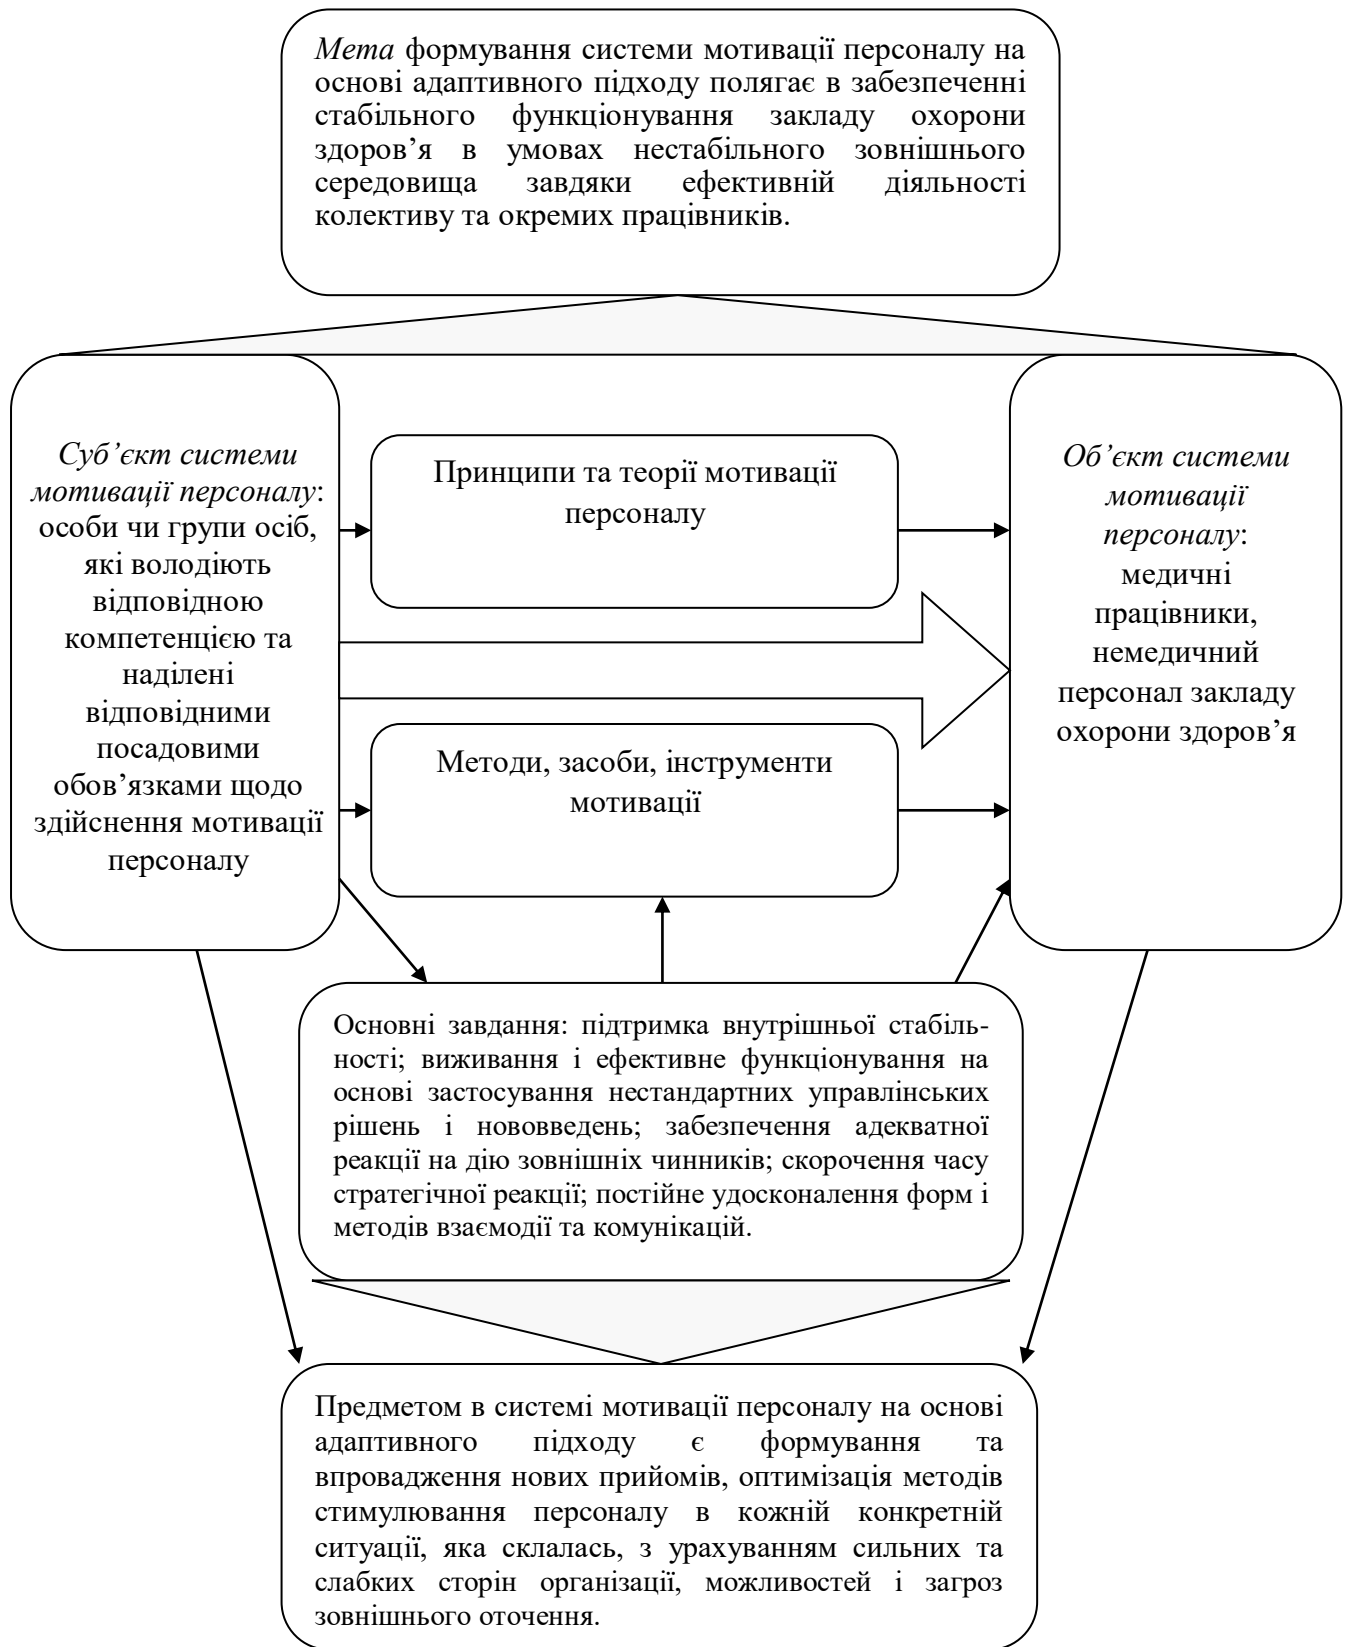 Мета формування системи мотивації персоналу на
основі адаптивного підходу полягає в забезпеченні
стабільного функціонування закладу охорони
здоров’я в умовах нестабільного зовнішнього
середовища завдяки ефективній діяльності
колективу та окремих працівників.
Суб’єкт системи
мотивації персоналу:
особи чи групи осіб,
які володіють
відповідною
компетенцією та
наділені
відповідними
посадовими
обов’язками щодо
здійснення мотивації
персоналу
Принципи та теорії мотивації
персоналу
Методи, засоби, інструменти
мотивації
Об’єкт системи
мотивації
персоналу:
медичні
працівники,
немедичний
персонал закладу
охорони здоров’я
Основні завдання: підтримка внутрішньої стабіль-
ності; виживання і ефективне функціонування на
основі застосування нестандартних управлінських
рішень і нововведень; забезпечення адекватної
реакції на дію зовнішніх чинників; скорочення часу
стратегічної реакції; постійне удосконалення форм і
методів взаємодії та комунікацій.
Предметом в системі мотивації персоналу на основі
адаптивного підходу є формування та
впровадження нових прийомів, оптимізація методів
стимулювання персоналу в кожній конкретній
ситуації, яка склалась, з урахуванням сильних та
слабких сторін організації, можливостей і загроз
зовнішнього оточення.